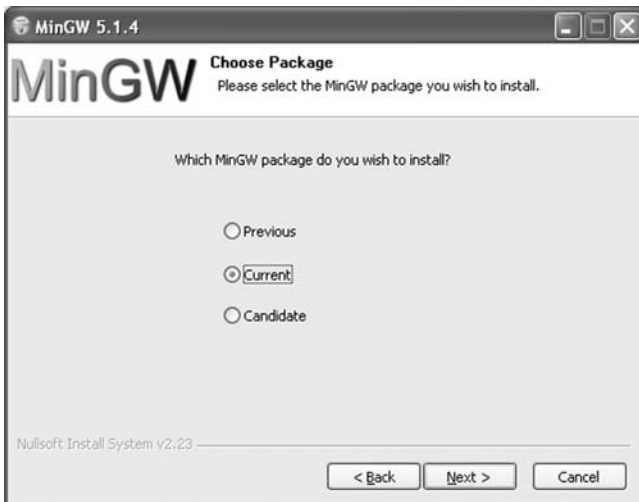 MinGW 5.1.4
MinGW
Choose Package
Please select the MinGW package you wish to install.
Which MinGW package do you wish to install?
Previous
Current
Candidate
Nullsoft Install System v2.23
< Back
Next >
Cancel